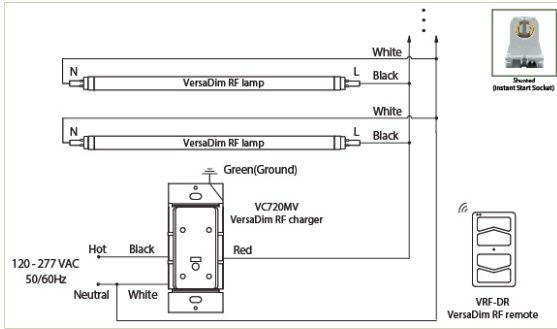 White
N
L
Black
VersaDim RF lamp
Shunted
(Instant Start Socket)
White
N
L
Black
VersaDim RF lamp
Green(Ground)
VC720MV
VersaDim RF charger
Hot
Black
Red
120 - 277 VAC
50/60Hz
Neutral
White
VRF-DR
VersaDim RF remote